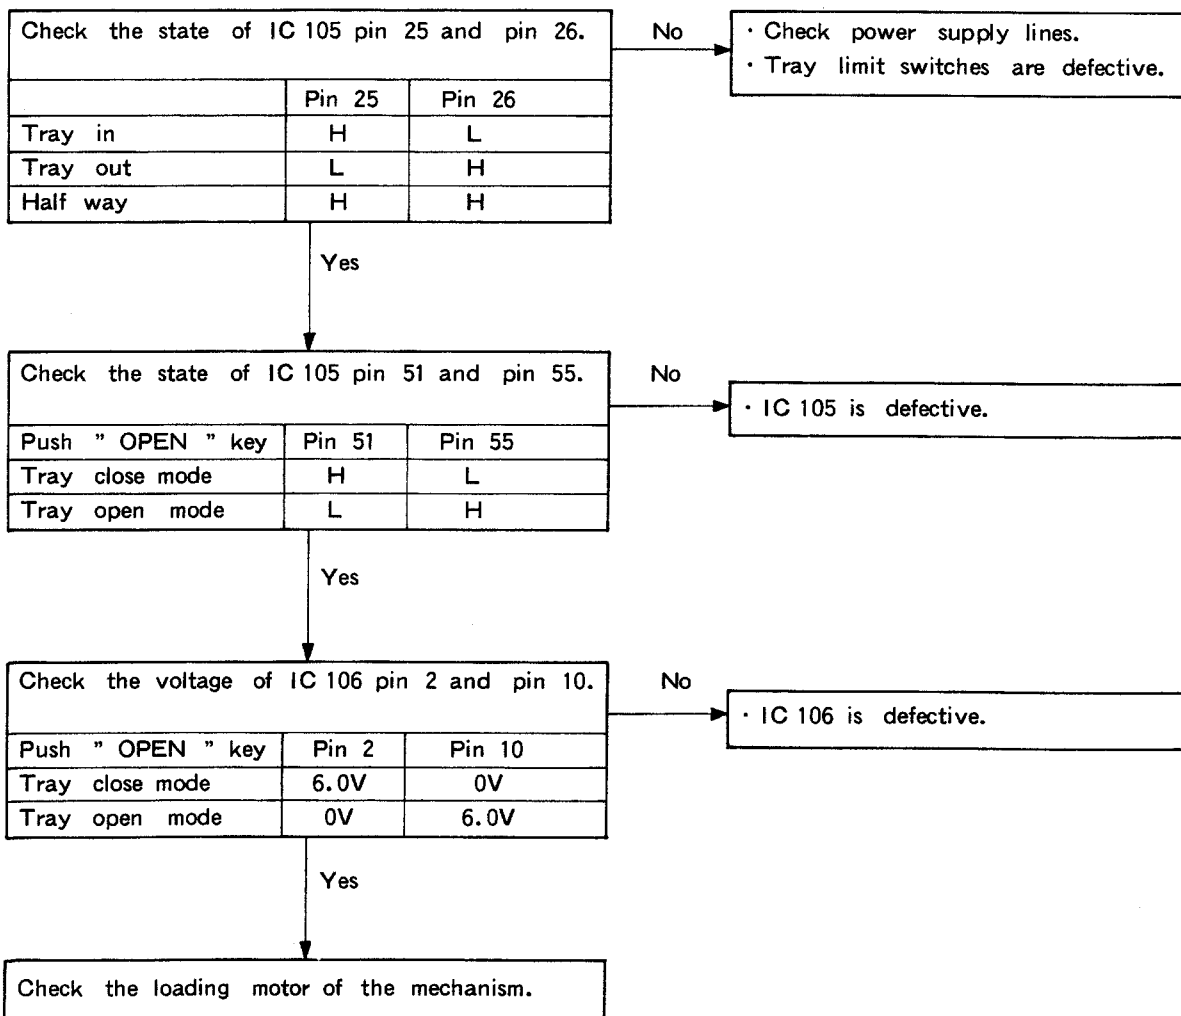 Check the state of IC 105 pin 25 and pin 26.
Pin 25 Pin 26
Tray in H L
Tray out L H
Half way H H
No
· Check power supply lines.
· Tray limit switches are defective.
Yes
Check the state of IC 105 pin 51 and pin 55.
Push " OPEN " key Pin 51 Pin 55
Tray close mode H L
Tray open mode L H
No
· IC 105 is defective.
Yes
Check the voltage of IC 106 pin 2 and pin 10.
Push " OPEN " key Pin 2 Pin 10
Tray close mode 6.0V 0V
Tray open mode 0V 6.0V
No
· IC 106 is defective.
Yes
Check the loading motor of the mechanism.